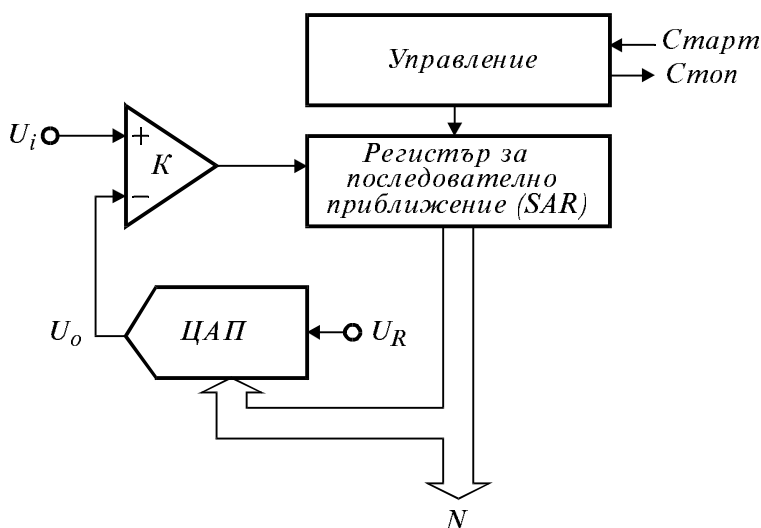 Управление
Старт
Стоп
U_i
+
К
−
Регистър за
последователно
приближение (SAR)
U_o
ЦАП
U_R
N